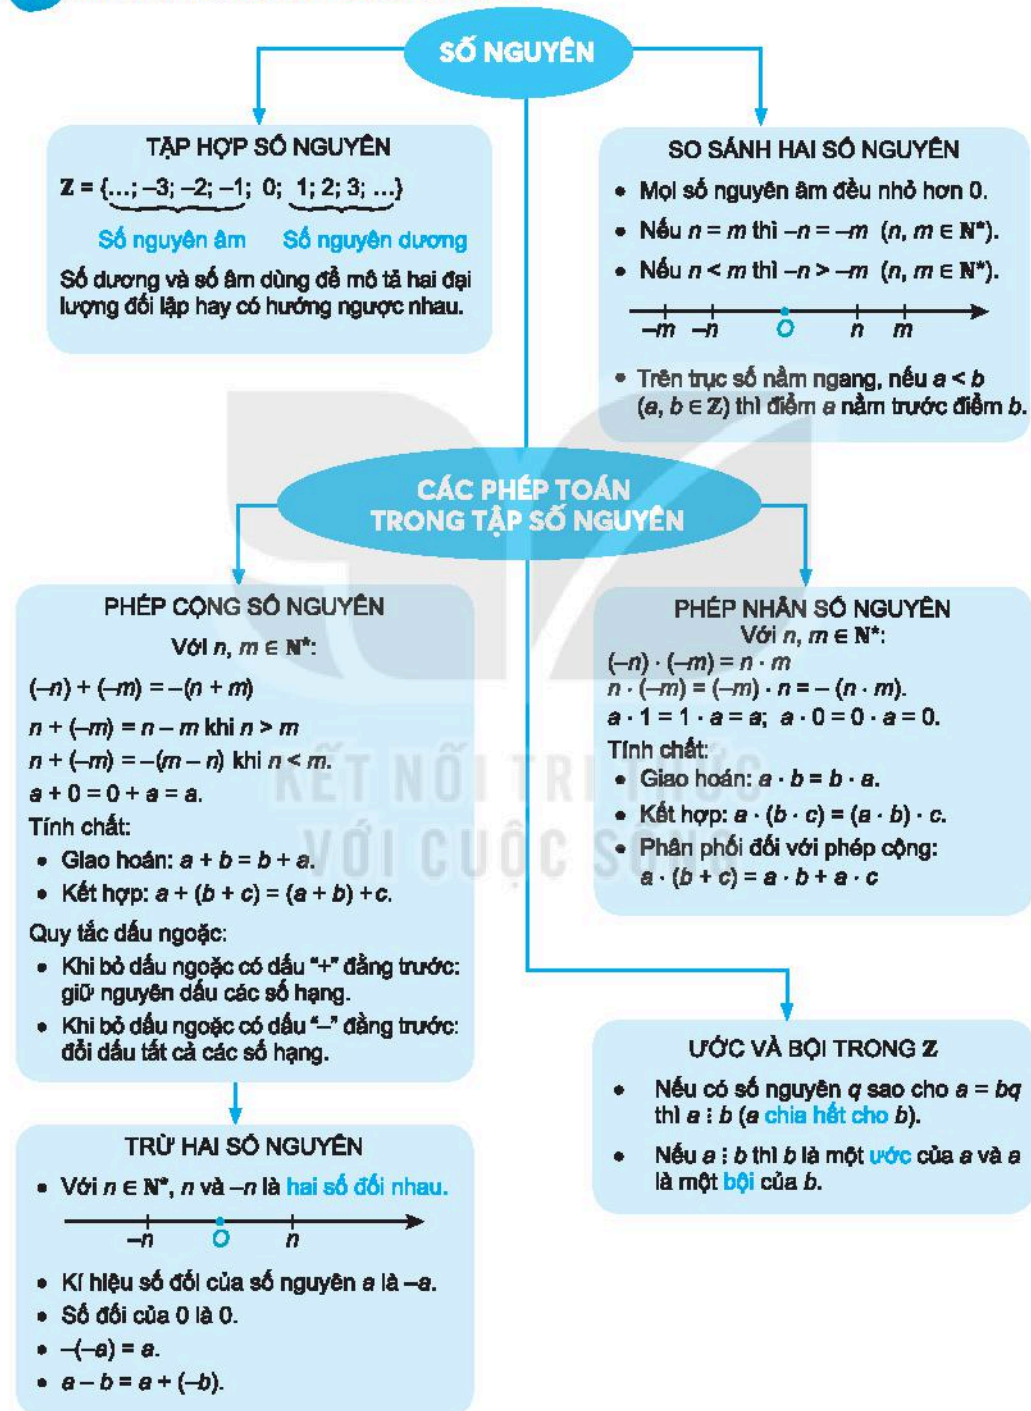 SỐ NGUYÊN
TẬP HỢP SỐ NGUYÊN
Z = {...; –3; –2; –1; 0; 1; 2; 3; ...}
Số nguyên âm Số nguyên dương
Số dương và số âm dùng để mô tả hai đại
lượng đối lập hay có hướng ngược nhau.
SO SÁNH HAI SỐ NGUYÊN
• Mọi số nguyên âm đều nhỏ hơn 0.
• Nếu n = m thì –n = –m (n, m ∈ N*).
• Nếu n < m thì –n > –m (n, m ∈ N*).
–m –n O n m
• Trên trục số nằm ngang, nếu a < b
(a, b ∈ Z) thì điểm a nằm trước điểm b.
CÁC PHÉP TOÁN
TRONG TẬP SỐ NGUYÊN
PHÉP CỘNG SỐ NGUYÊN
Với n, m ∈ N*:
(–n) + (–m) = –(n + m)
n + (–m) = n – m khi n > m
n + (–m) = –(m – n) khi n < m.
a + 0 = 0 + a = a.
Tính chất:
• Giao hoán: a + b = b + a.
• Kết hợp: a + (b + c) = (a + b) + c.
Quy tắc dấu ngoặc:
• Khi bỏ dấu ngoặc có dấu "+" đằng trước:
giữ nguyên dấu các số hạng.
• Khi bỏ dấu ngoặc có dấu "–" đằng trước:
đổi dấu tất cả các số hạng.
TRỪ HAI SỐ NGUYÊN
• Với n ∈ N*, n và –n là hai số đối nhau.
–n O n
• Kí hiệu số đối của số nguyên a là –a.
• Số đối của 0 là 0.
• –(–a) = a.
• a – b = a + (–b).
PHÉP NHÂN SỐ NGUYÊN
Với n, m ∈ N*:
(–n) · (–m) = n · m
n · (–m) = (–m) · n = – (n · m).
a · 1 = 1 · a = a; a · 0 = 0 · a = 0.
Tính chất:
• Giao hoán: a · b = b · a.
• Kết hợp: a · (b · c) = (a · b) · c.
• Phân phối đối với phép cộng:
a · (b + c) = a · b + a · c
ƯỚC VÀ BỘI TRONG Z
• Nếu có số nguyên q sao cho a = bq
thì a ⋮ b (a chia hết cho b).
• Nếu a ⋮ b thì b là một ước của a và a
là một bội của b.
KẾT NỐI TRI THỨC
VỚI CUỘC SỐNG